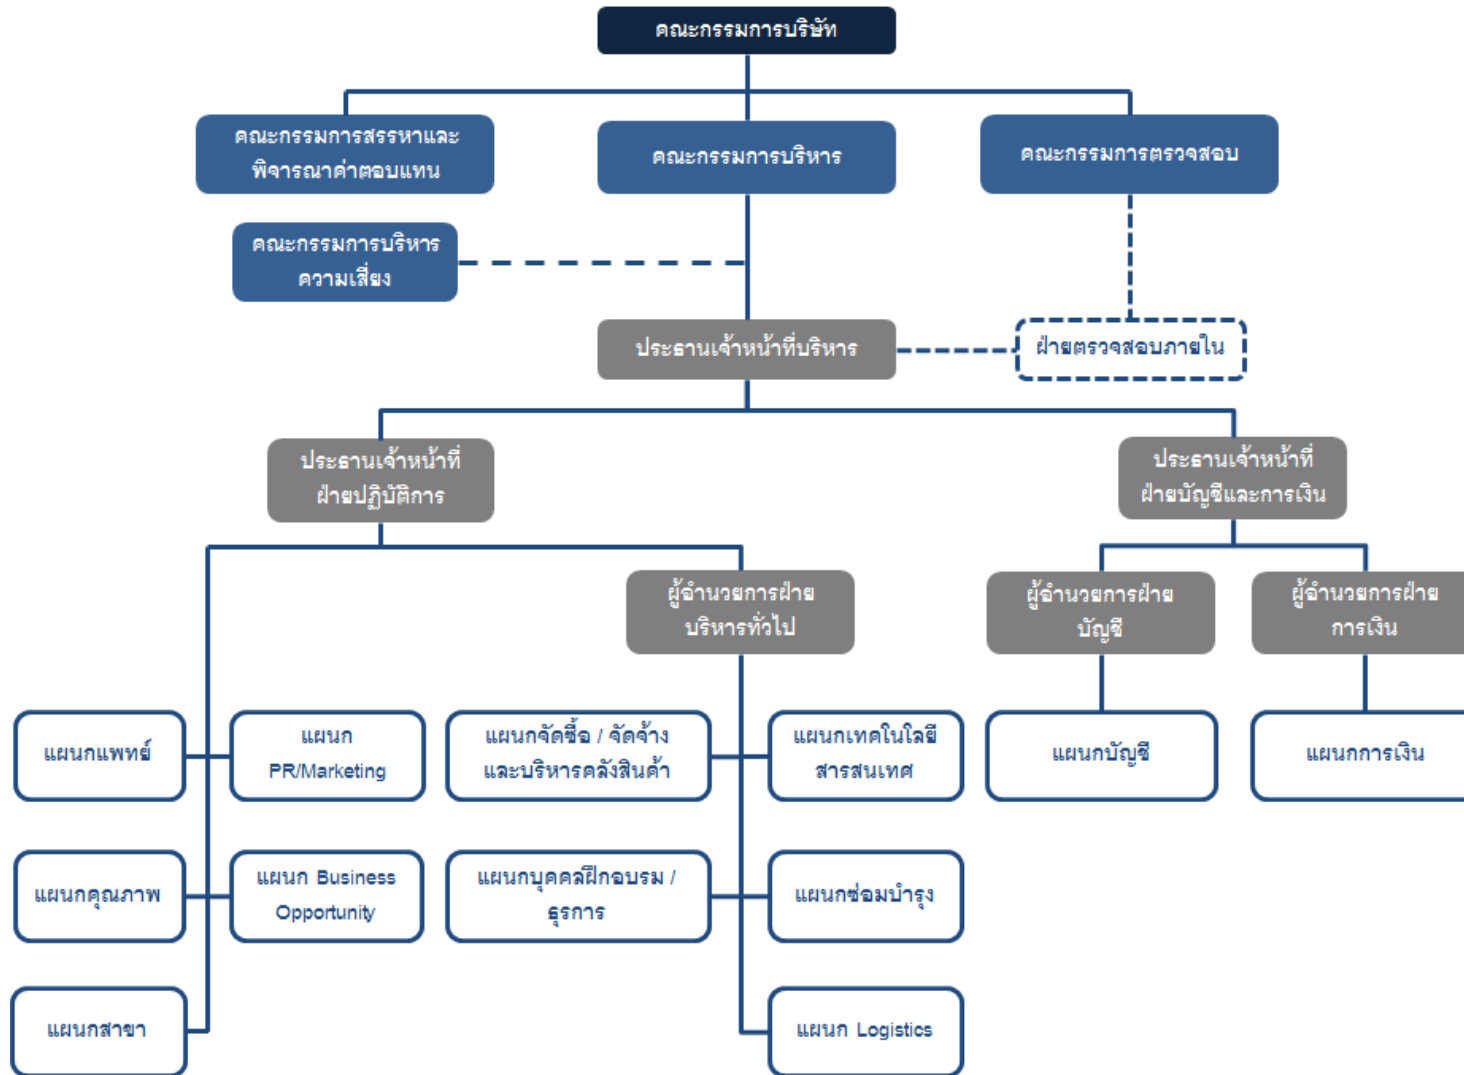 คณะกรรมการบริษัท
คณะกรรมการสรรหาและ
พิจารณาค่าตอบแทน
คณะกรรมการบริหาร
คณะกรรมการตรวจสอบ
คณะกรรมการบริหาร
ความเสี่ยง
ประธานเจ้าหน้าที่บริหาร
ฝ่ายตรวจสอบภายใน
ประธานเจ้าหน้าที่
ฝ่ายปฏิบัติการ
ประธานเจ้าหน้าที่
ฝ่ายบัญชีและการเงิน
ผู้อำนวยการฝ่าย
บริหารทั่วไป
ผู้อำนวยการฝ่าย
บัญชี
ผู้อำนวยการฝ่าย
การเงิน
แผนกแพทย์
แผนก
PR/Marketing
แผนกจัดซื้อ / จัดจ้าง
และบริหารคลังสินค้า
แผนกเทคโนโลยี
สารสนเทศ
แผนกบัญชี
แผนกการเงิน
แผนกคุณภาพ
แผนก Business
Opportunity
แผนกบุคคลฝึกอบรม /
ธุรการ
แผนกซ่อมบำรุง
แผนกสาขา
แผนก Logistics